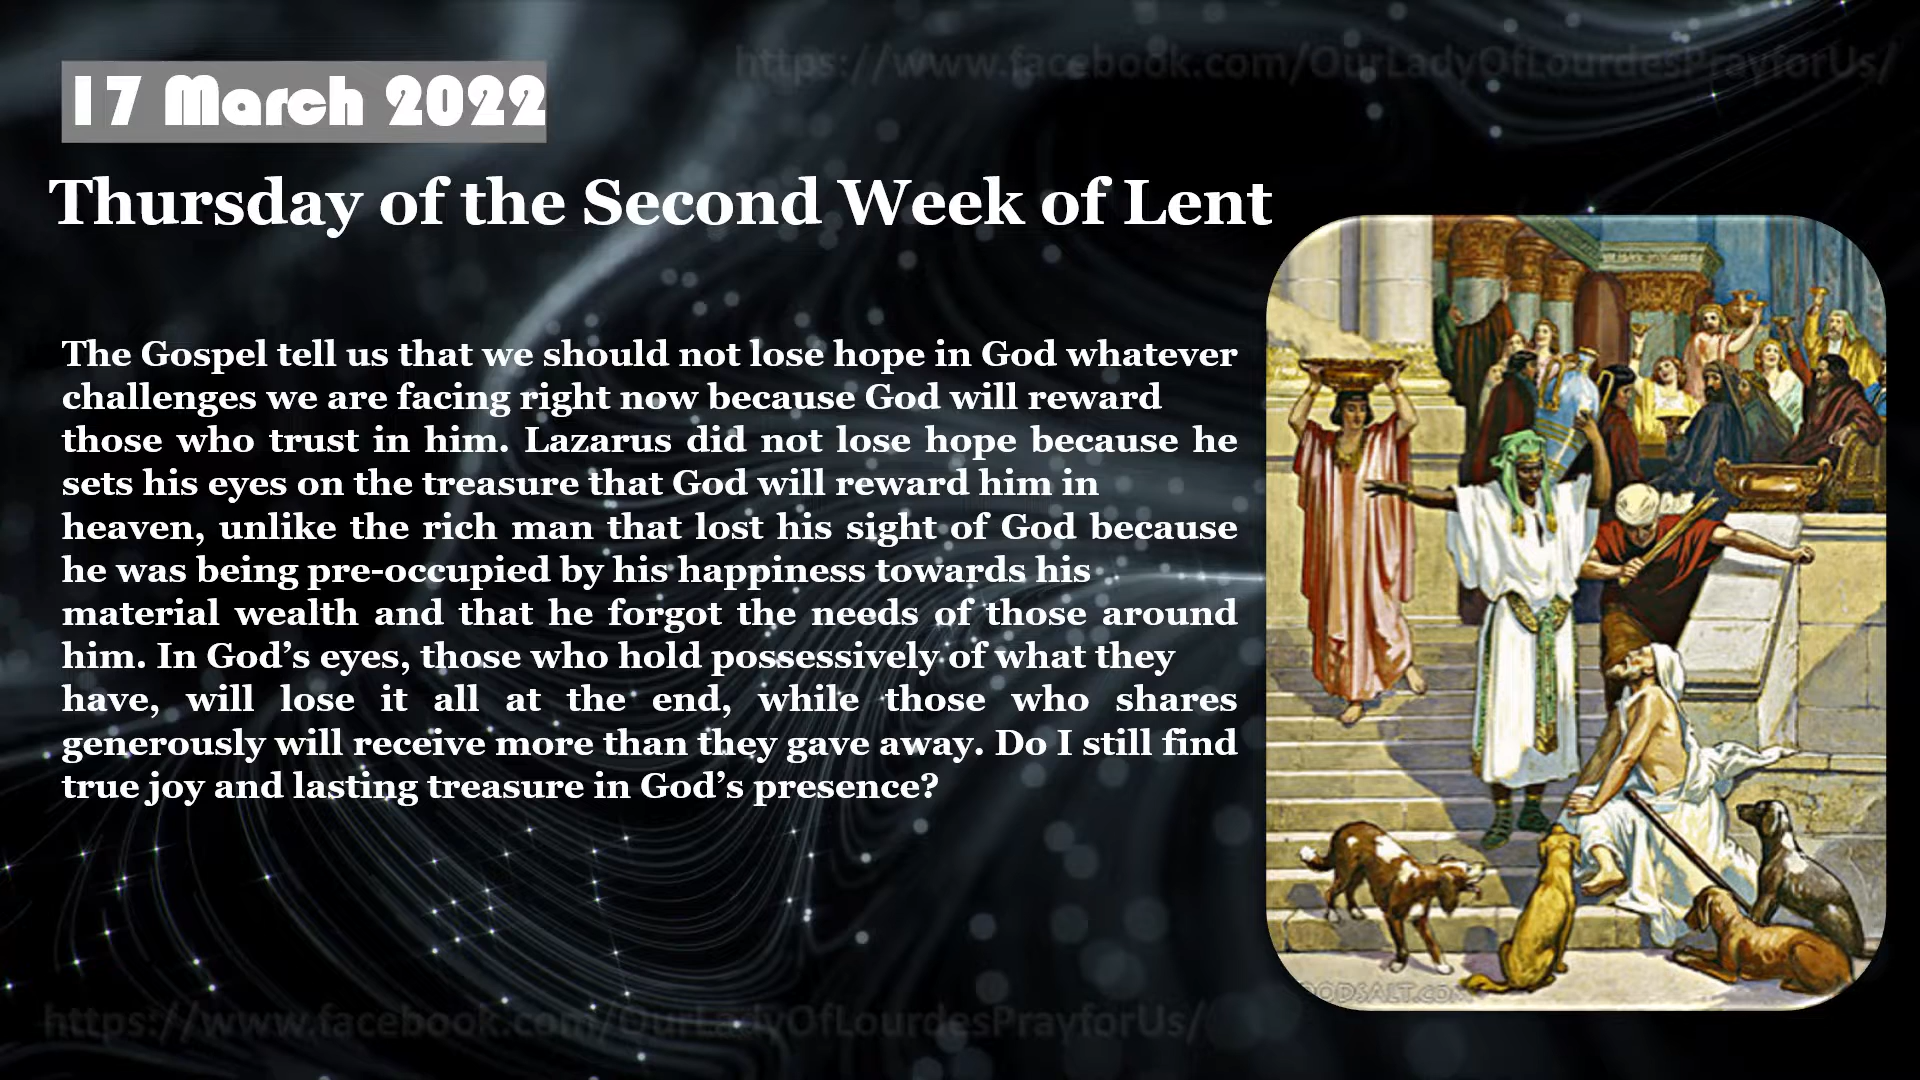 https://www.facebook.com/OurLadyOfLourdesPrayforUs/
17 March 2022
Thursday of the Second Week of Lent
The Gospel tell us that we should not lose hope in God whatever
challenges we are facing right now because God will reward
those who trust in him. Lazarus did not lose hope because he
sets his eyes on the treasure that God will reward him in
heaven, unlike the rich man that lost his sight of God because
he was being pre-occupied by his happiness towards his
material wealth and that he forgot the needs of those around
him. In God’s eyes, those who hold possessively of what they
have, will lose it all at the end, while those who shares
generously will receive more than they gave away. Do I still find
true joy and lasting treasure in God’s presence?
OODSALT.COM
https://www.facebook.com/OurLadyOfLourdesPrayforUs/